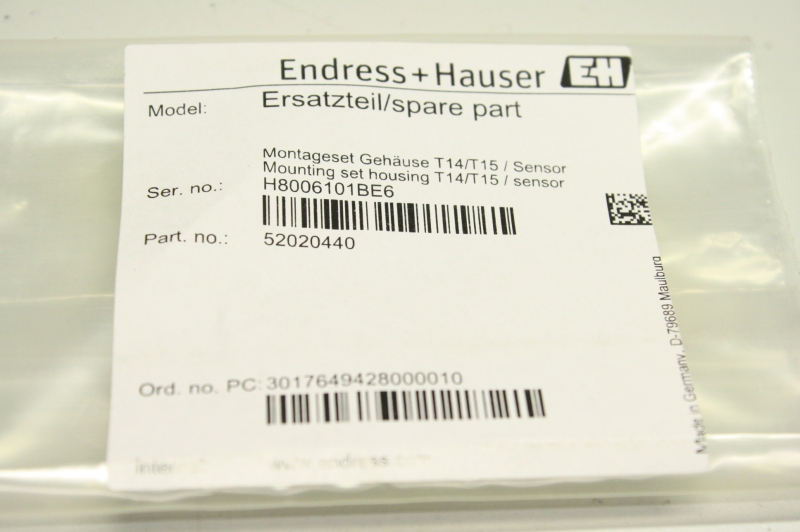 Endress+Hauser EH
Model: Ersatzteil/spare part
Montageset Gehäuse T14/T15 / Sensor
Mounting set housing T14/T15 / sensor
Ser. no.: H8006101BE6
Part. no.: 52020440
Ord. no. PC: 3017649428000010
Made in Germany, D-79689 Maulburg